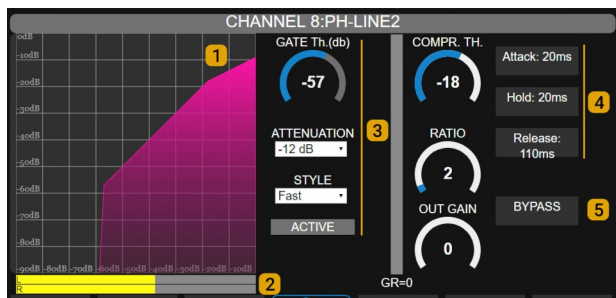 CHANNEL 8:PH-LINE2
0dB
-10dB
-20dB
-30dB
-40dB
-50dB
-60dB
-70dB
-80dB
-90dB -80dB -70dB -60dB -50dB -40dB -30dB -20dB -10dB
1
L
R
2
GATE Th.(db)
-57
ATTENUATION
-12 dB
STYLE
Fast
ACTIVE
3
COMPR. TH.
-18
RATIO
2
OUT GAIN
0
GR=0
Attack: 20ms
Hold: 20ms
Release:
110ms
4
BYPASS
5